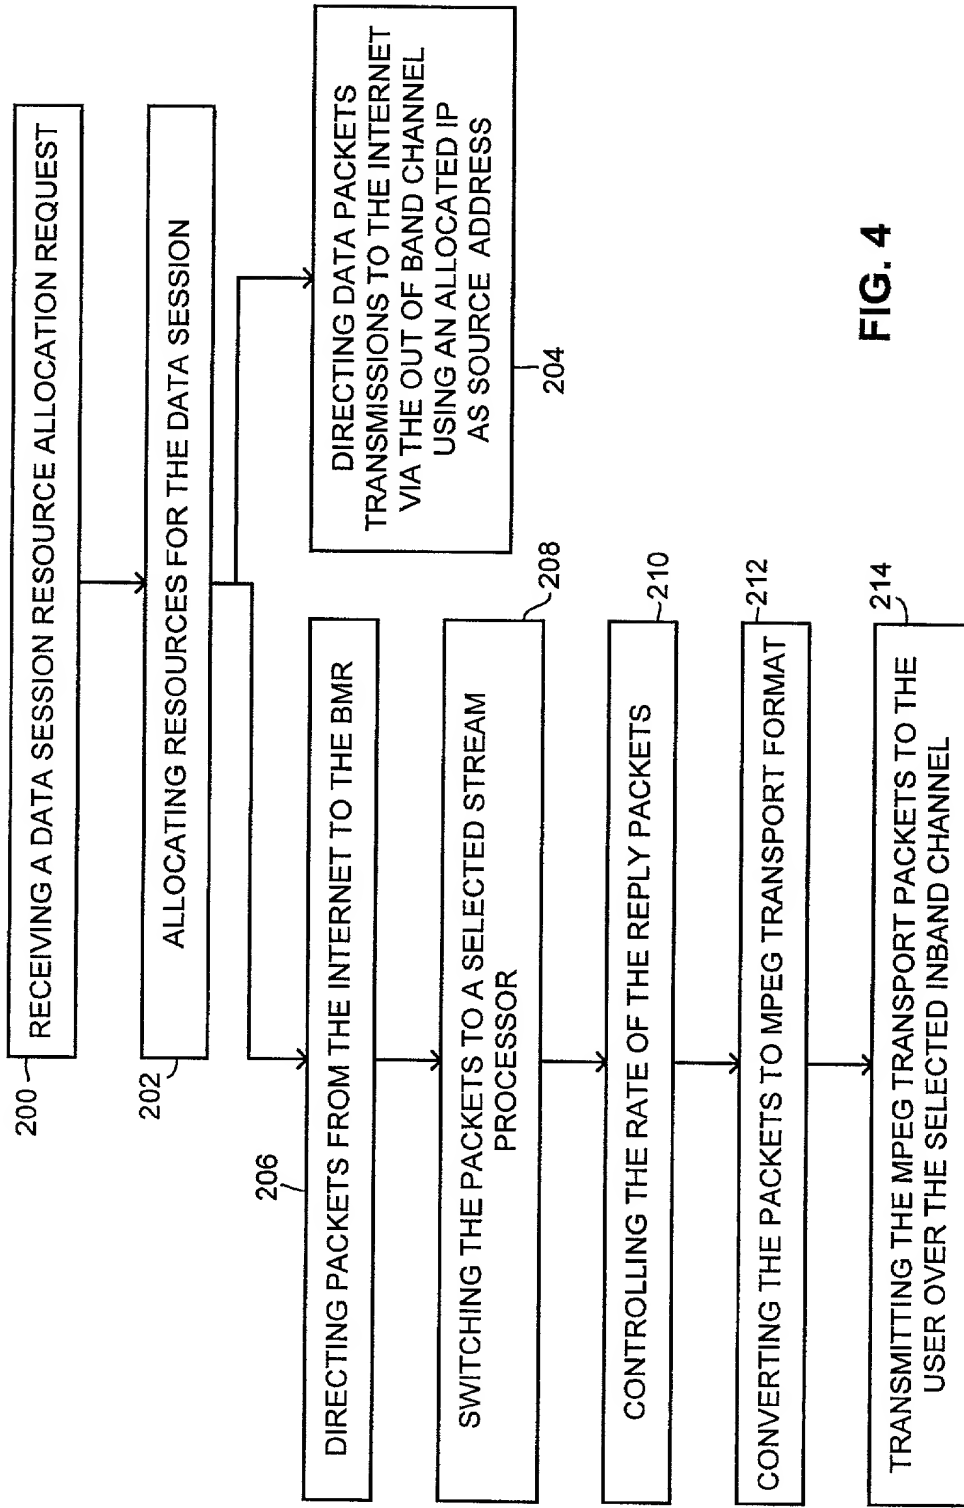 200
RECEIVING A DATA SESSION RESOURCE ALLOCATION REQUEST
202
ALLOCATING RESOURCES FOR THE DATA SESSION
206
DIRECTING PACKETS FROM THE INTERNET TO THE BMR
DIRECTING DATA PACKETS
TRANSMISSIONS TO THE INTERNET
VIA THE OUT OF BAND CHANNEL
USING AN ALLOCATED IP
AS SOURCE ADDRESS
204
SWITCHING THE PACKETS TO A SELECTED STREAM
PROCESSOR
208
CONTROLLING THE RATE OF THE REPLY PACKETS
210
CONVERTING THE PACKETS TO MPEG TRANSPORT FORMAT
212
TRANSMITTING THE MPEG TRANSPORT PACKETS TO THE
USER OVER THE SELECTED INBAND CHANNEL
214
FIG. 4